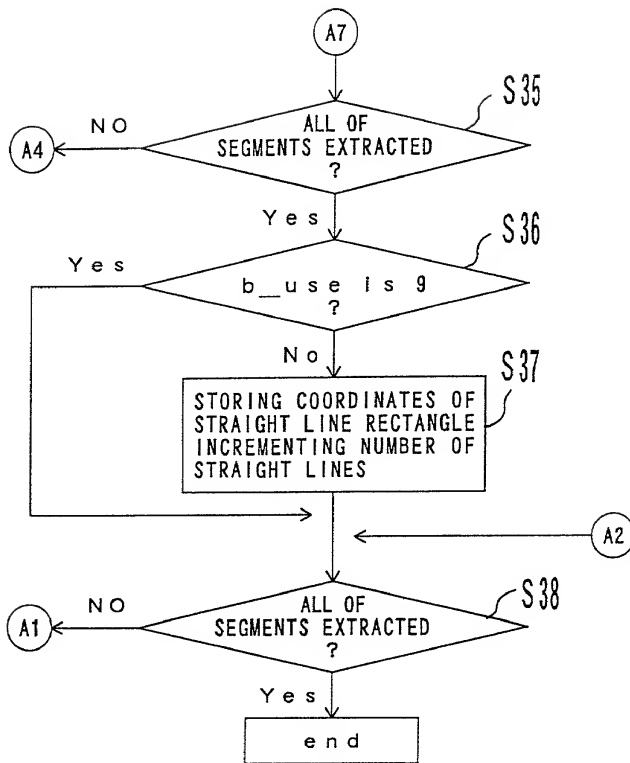 A7
S35
ALL OF
SEGMENTS EXTRACTED
?
NO
A4
Yes
S36
Yes
b__use is 9
?
No
S37
STORING COORDINATES OF
STRAIGHT LINE RECTANGLE
INCREMENTING NUMBER OF
STRAIGHT LINES
A2
S38
ALL OF
SEGMENTS EXTRACTED
?
NO
A1
Yes
end